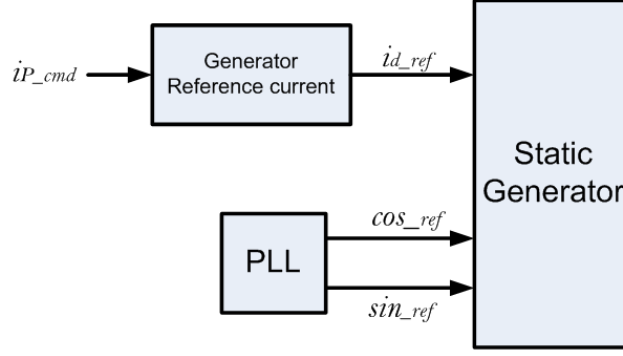 Generator
Reference current
iP_cmd
id_ref
Static
Generator
PLL
cos_ref
sin_ref